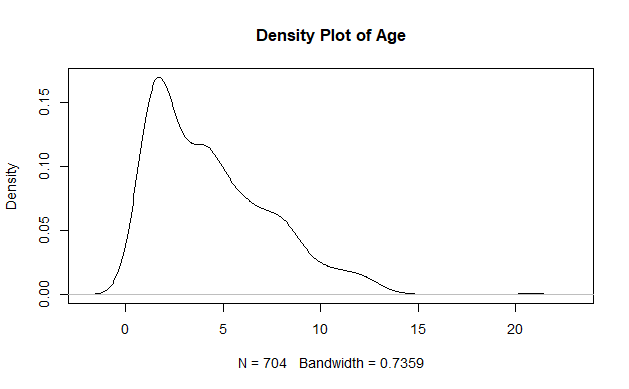 Density Plot of Age
Density
0.15
0.10
0.05
0.00
0 5 10 15 20
N = 704 Bandwidth = 0.7359